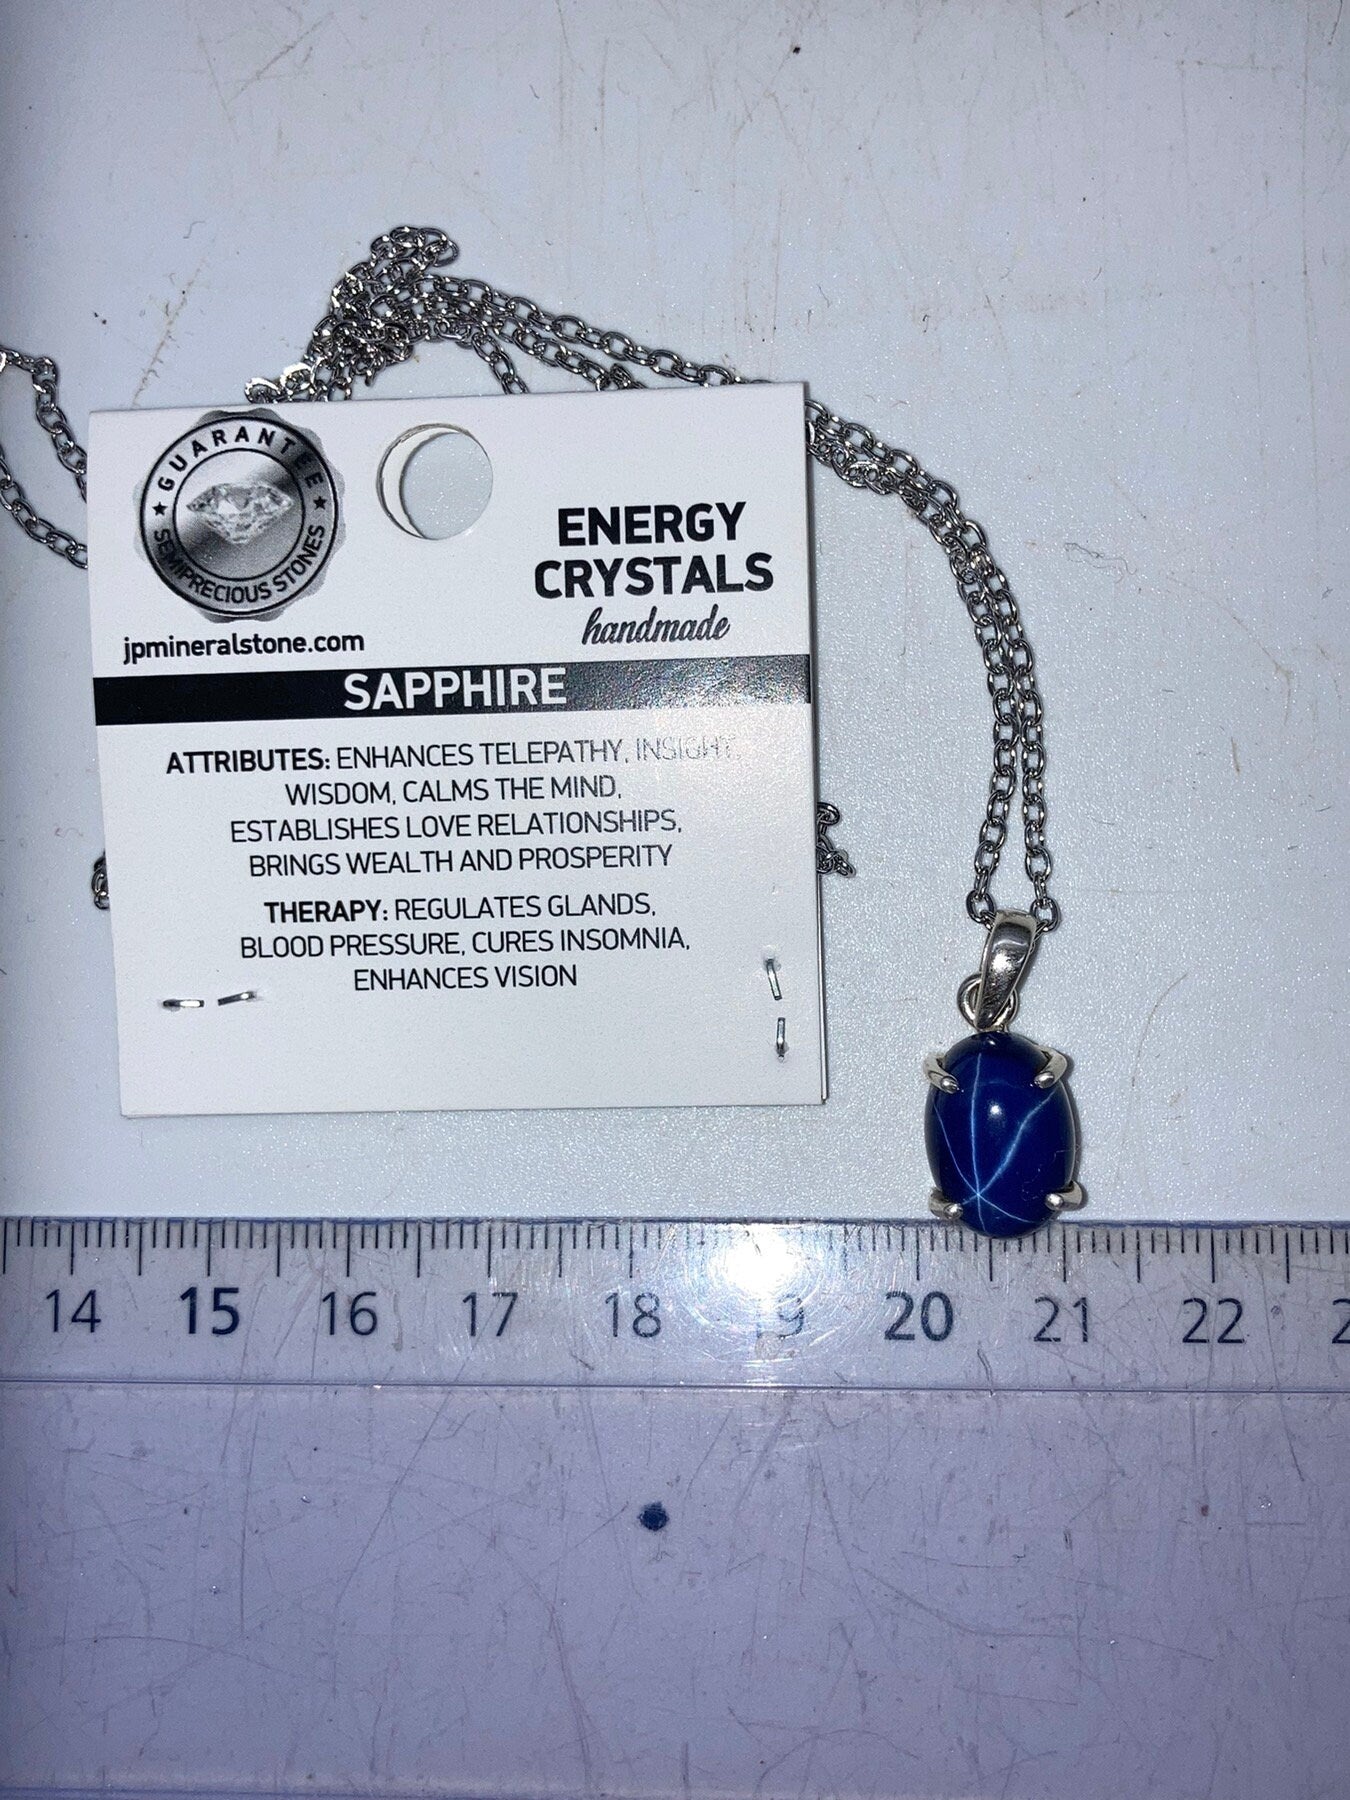 ★ GUARANTEE ★
SEMIPRECIOUS STONES
jpmineralstone.com
ENERGY
CRYSTALS
handmade
SAPPHIRE
ATTRIBUTES: ENHANCES TELEPATHY, INSIGHT,
WISDOM, CALMS THE MIND,
ESTABLISHES LOVE RELATIONSHIPS,
BRINGS WEALTH AND PROSPERITY
THERAPY: REGULATES GLANDS,
BLOOD PRESSURE, CURES INSOMNIA,
ENHANCES VISION
14 15 16 17 18 19 20 21 22